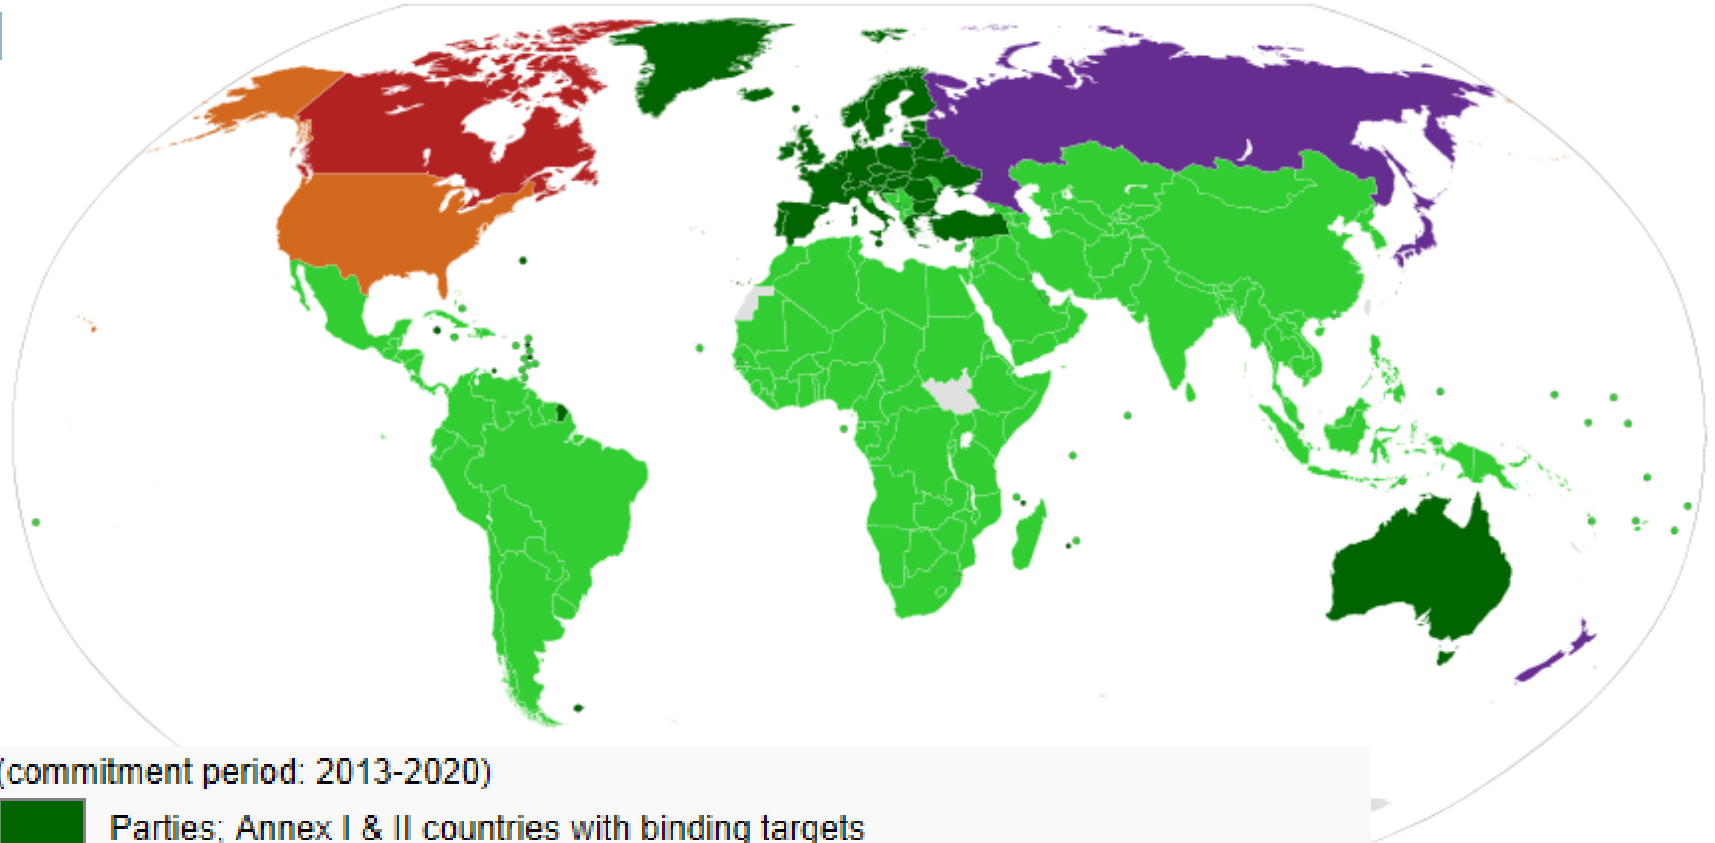 (commitment period: 2013-2020)
Parties; Annex I & II countries with binding targets